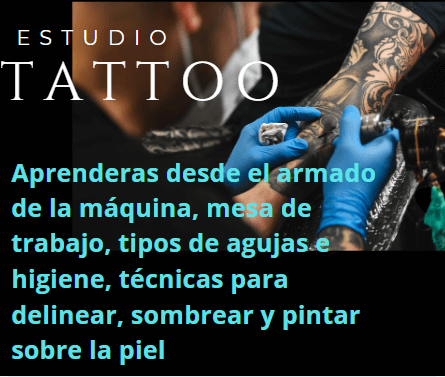 ESTUDIO
TATTOO
Aprenderas desde el armado
de la máquina, mesa de
trabajo, tipos de agujas e
higiene, técnicas para
delinear, sombrear y pintar
sobre la piel